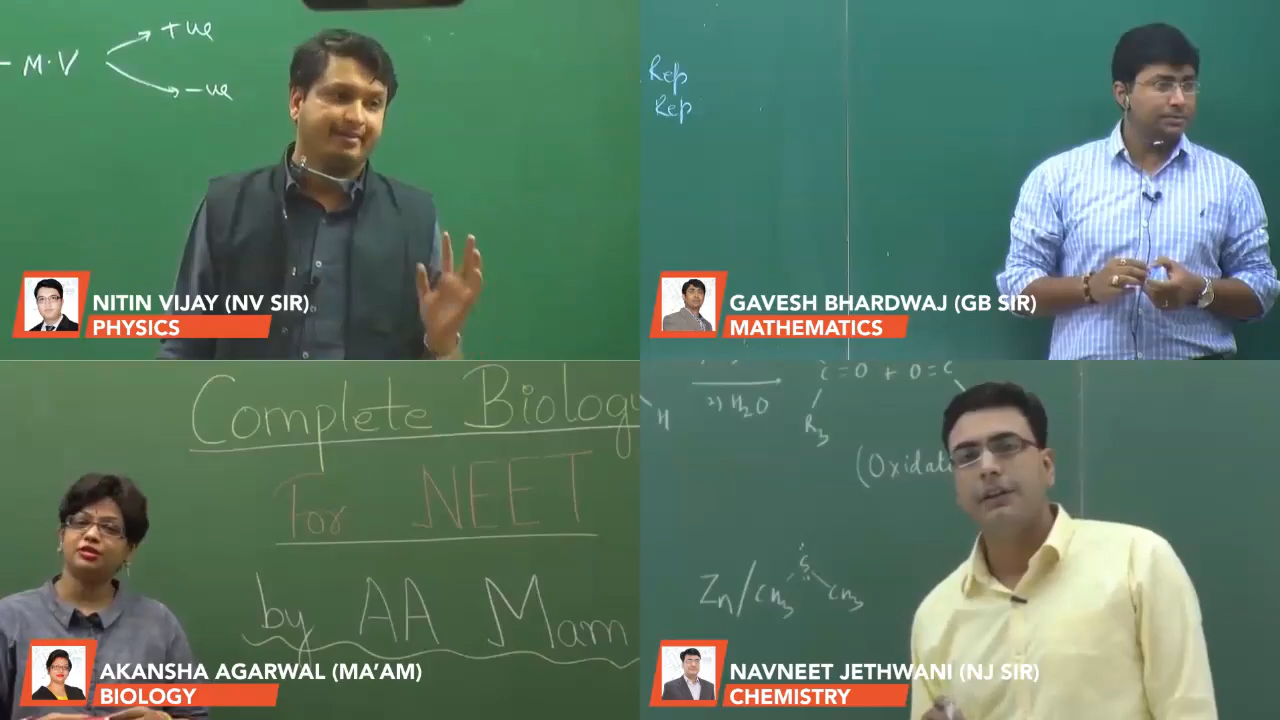 – M.V
+ve
–ve
NITIN VIJAY (NV SIR)
PHYSICS
Rep
Rep
GAVESH BHARDWAJ (GB SIR)
MATHEMATICS
Complete Biology
For NEET
by AA Mam
AKANSHA AGARWAL (MA’AM)
BIOLOGY
=O + O=C
2) H₂O
H
R₃
(Oxidati
Zn/CH₃ S CH₃
NAVNEET JETHWANI (NJ SIR)
CHEMISTRY